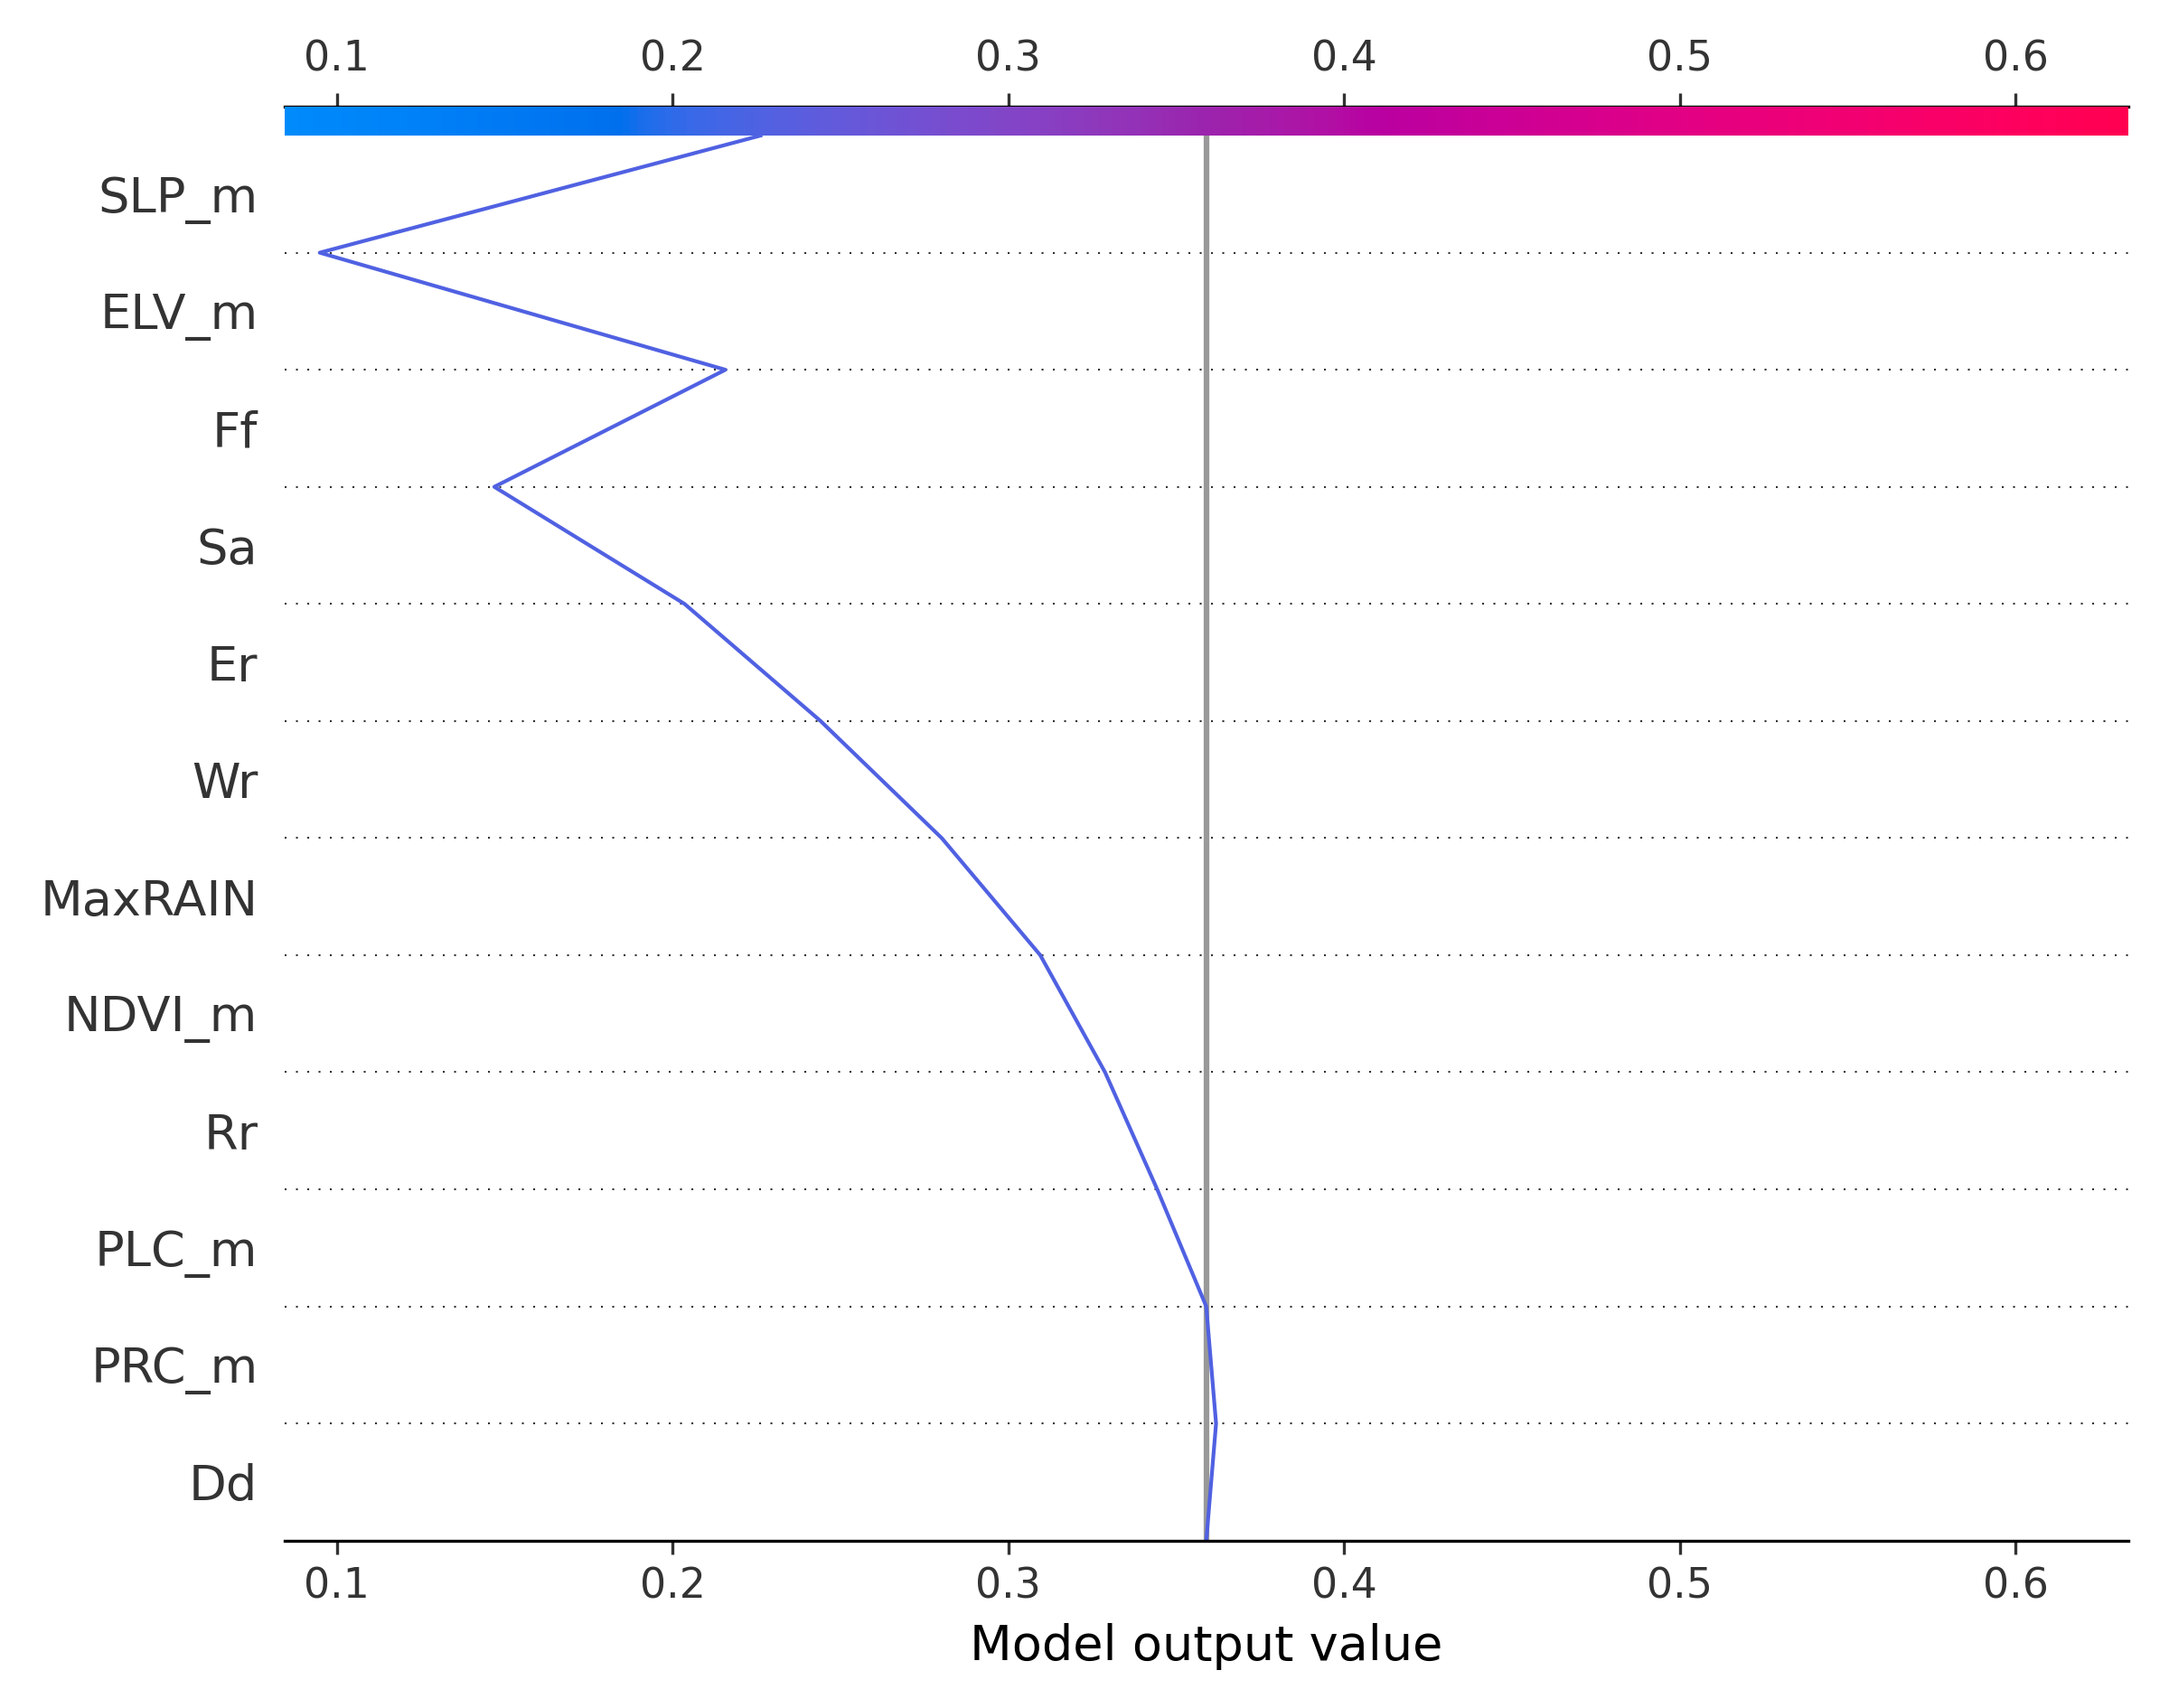 0.1 0.2 0.3 0.4 0.5 0.6
SLP_m
ELV_m
Ff
Sa
Er
Wr
MaxRAIN
NDVI_m
Rr
PLC_m
PRC_m
Dd
0.1 0.2 0.3 0.4 0.5 0.6
Model output value